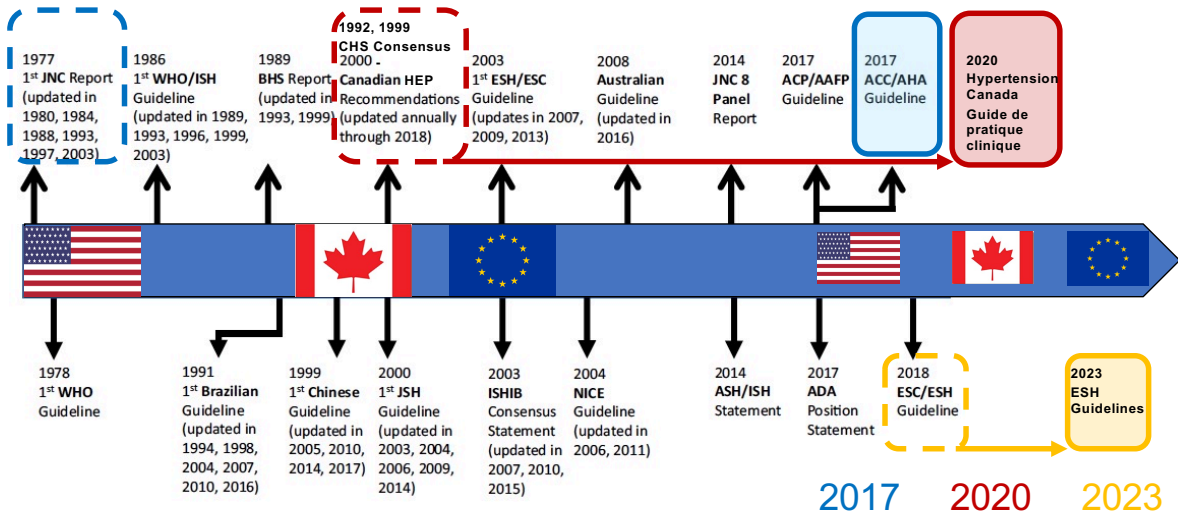 1977
1st JNC Report
(updated in
1980, 1984,
1988, 1993,
1997, 2003)
1986
1st WHO/ISH
Guideline
(updated in 1989,
1993, 1996, 1999,
2003)
1989
BHS Report
(updated in
1993, 1999)
1992, 1999
CHS Consensus
2000 -
Canadian HEP
Recommendations
(updated annually
through 2018)
2003
1st ESH/ESC
Guideline
(updates in 2007,
2009, 2013)
2008
Australian
Guideline
(updated in
2016)
2014
JNC 8
Panel
Report
2017
ACP/AAFP
Guideline
2017
ACC/AHA
Guideline
2020
Hypertension
Canada
Guide de
pratique
clinique
1978
1st WHO
Guideline
1991
1st Brazilian
Guideline
(updated in
1994, 1998,
2004, 2007,
2010, 2016)
1999
1st Chinese
Guideline
(updated in
2005, 2010,
2014, 2017)
2000
1st JSH
Guideline
(updated in
2003, 2004,
2006, 2009,
2014)
2003
ISHIB
Consensus
Statement
(updated in
2007, 2010,
2015)
2004
NICE
Guideline
(updated in
2006, 2011)
2014
ASH/ISH
Statement
2017
ADA
Position
Statement
2018
ESC/ESH
Guideline
2023
ESH
Guidelines
2017
2020
2023